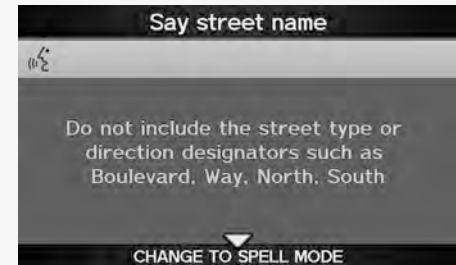 Say street name
Do not include the street type or
direction designators such as
Boulevard, Way, North, South
CHANGE TO SPELL MODE